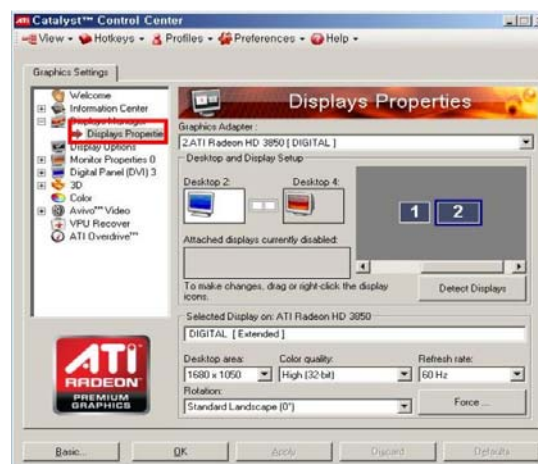 Catalyst™ Control Center
View Hotkeys Profiles Preferences Help
Graphics Settings
Welcome
Information Center
Displays Manager
Displays Propertie
Display Options
Monitor Properties 0
Digital Panel (DVI) 3
3D
Color
Avivo™ Video
VPU Recover
ATI Overdrive™
ATI
RADEON
PREMIUM
GRAPHICS
Displays Properties
Graphics Adapter :
2.ATI Radeon HD 3850 [ DIGITAL ]
Desktop and Display Setup
Desktop 2:
Desktop 4:
1 2
Attached displays currently disabled:
To make changes, drag or right-click the display
icons.
Detect Displays
Selected Display on: ATI Radeon HD 3850
DIGITAL [ Extended ]
Desktop area:
Color quality:
Refresh rate:
1680 x 1050
High (32-bit)
60 Hz
Rotation:
Standard Landscape (0°)
Force ...
Basic...
OK
Apply
Discard
Defaults